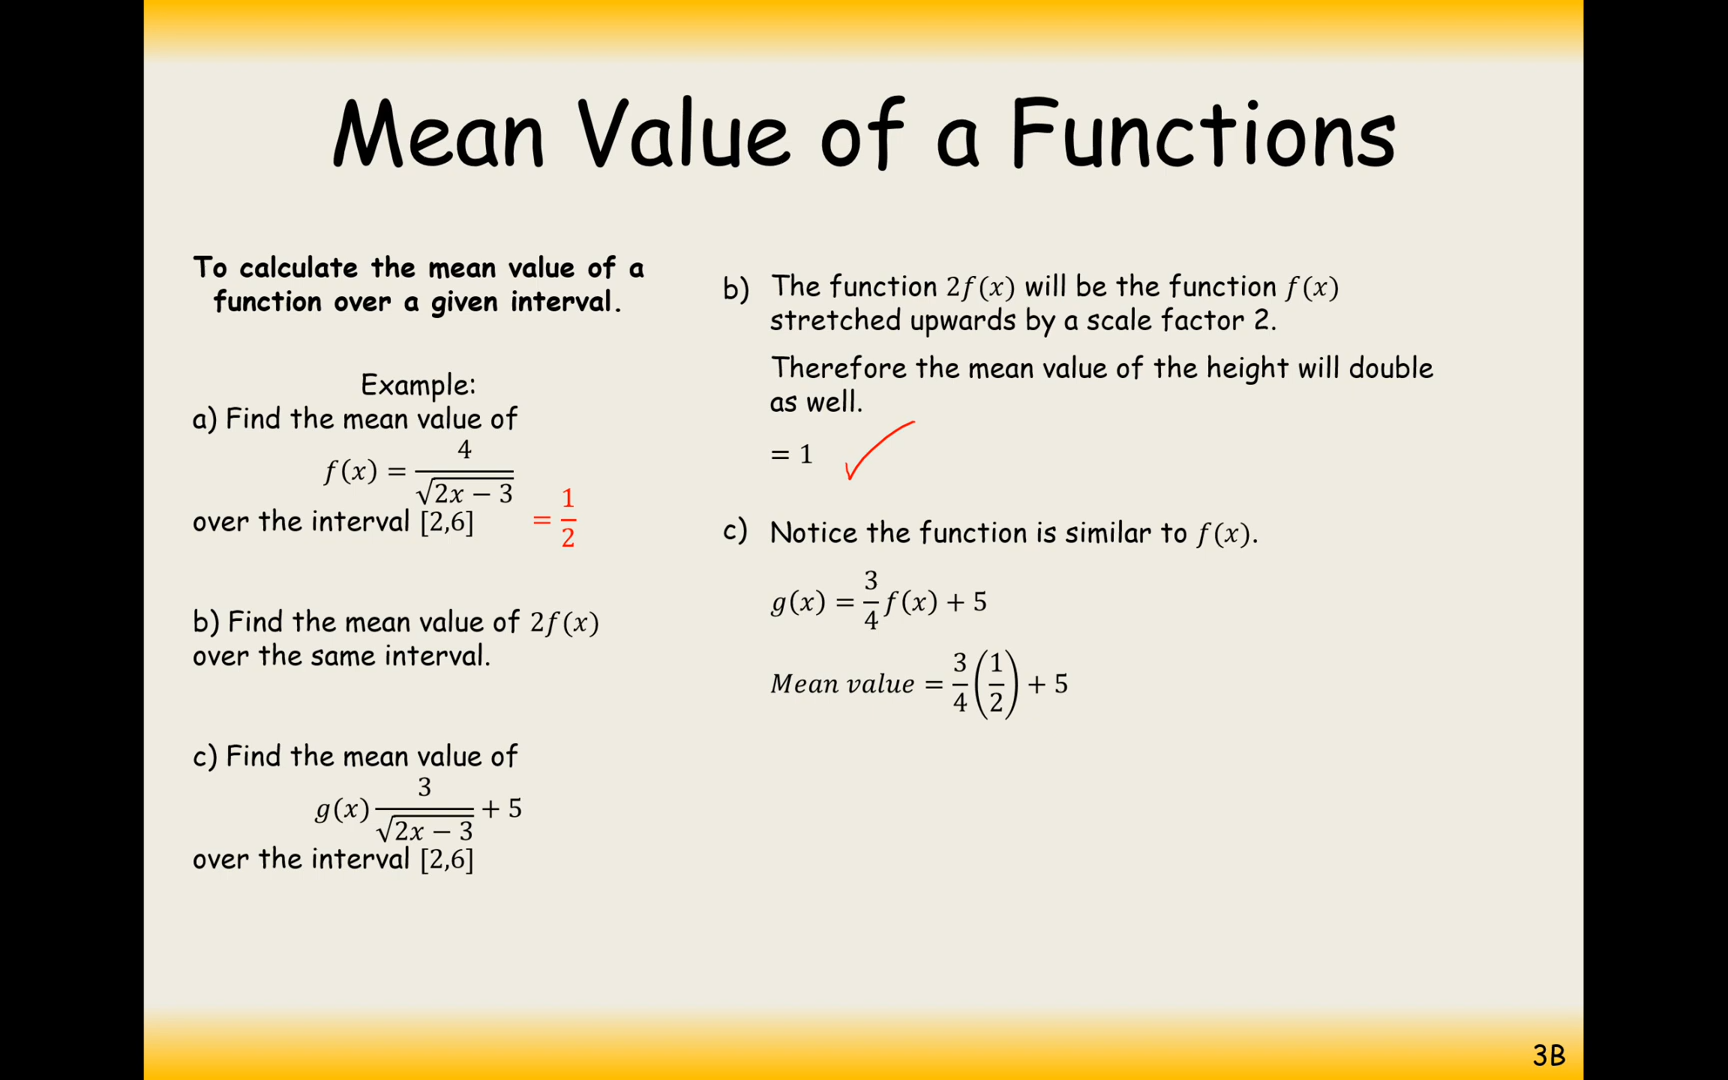 Mean Value of a Functions
To calculate the mean value of a
function over a given interval.
Example:
a) Find the mean value of
f(x) = 4/√(2x − 3)
over the interval [2,6] = 1/2
b) Find the mean value of 2f(x)
over the same interval.
c) Find the mean value of
g(x) 3/√(2x − 3) + 5
over the interval [2,6]
b) The function 2f(x) will be the function f(x)
stretched upwards by a scale factor 2.
Therefore the mean value of the height will double
as well.
= 1 ✓
c) Notice the function is similar to f(x).
g(x) = 3/4 f(x) + 5
Mean value = 3/4 (1/2) + 5
3B